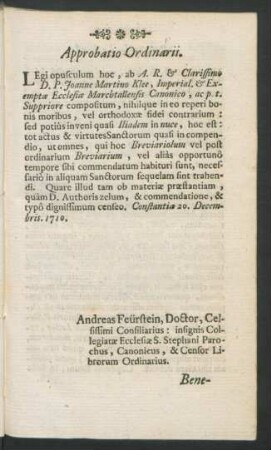 Approbatio Ordinarii.
LEgi opusculum hoc, ab A. R. & Clarissimo
D. P. Joanne Martino Klee, Imperial. & Ex-
emptæ Ecclesiæ Marchtallensis Canonico, ac p. t.
Suppriore compositum, nihilque in eo reperi bo-
nis moribus, vel orthodoxæ fidei contrarium:
sed potiùs inveni quasi Iliadem in nuce, hoc est:
tot actus & virtutes Sanctorum quasi in compen-
dio, ut omnes, qui hoc Breviariolum vel post
ordinarium Breviarium, vel aliàs opportunò
tempore sibi commendatum habituri sunt, neces-
sariò in aliquam Sanctorum sequelam sint trahen-
di. Quare illud tam ob materiæ præstantiam,
quàm D. Authoris zelum, & commendatione, &
typô dignissimum censeo. Constantiæ 20. Decem-
bris. 1710.
Andreas Feürstein, Doctor, Cel-
sissimi Consiliarius: insignis Col-
legiatæ Ecclesiæ S. Stephani Paro-
chus, Canonicus, & Censor Li-
brorum Ordinarius.
Bene-